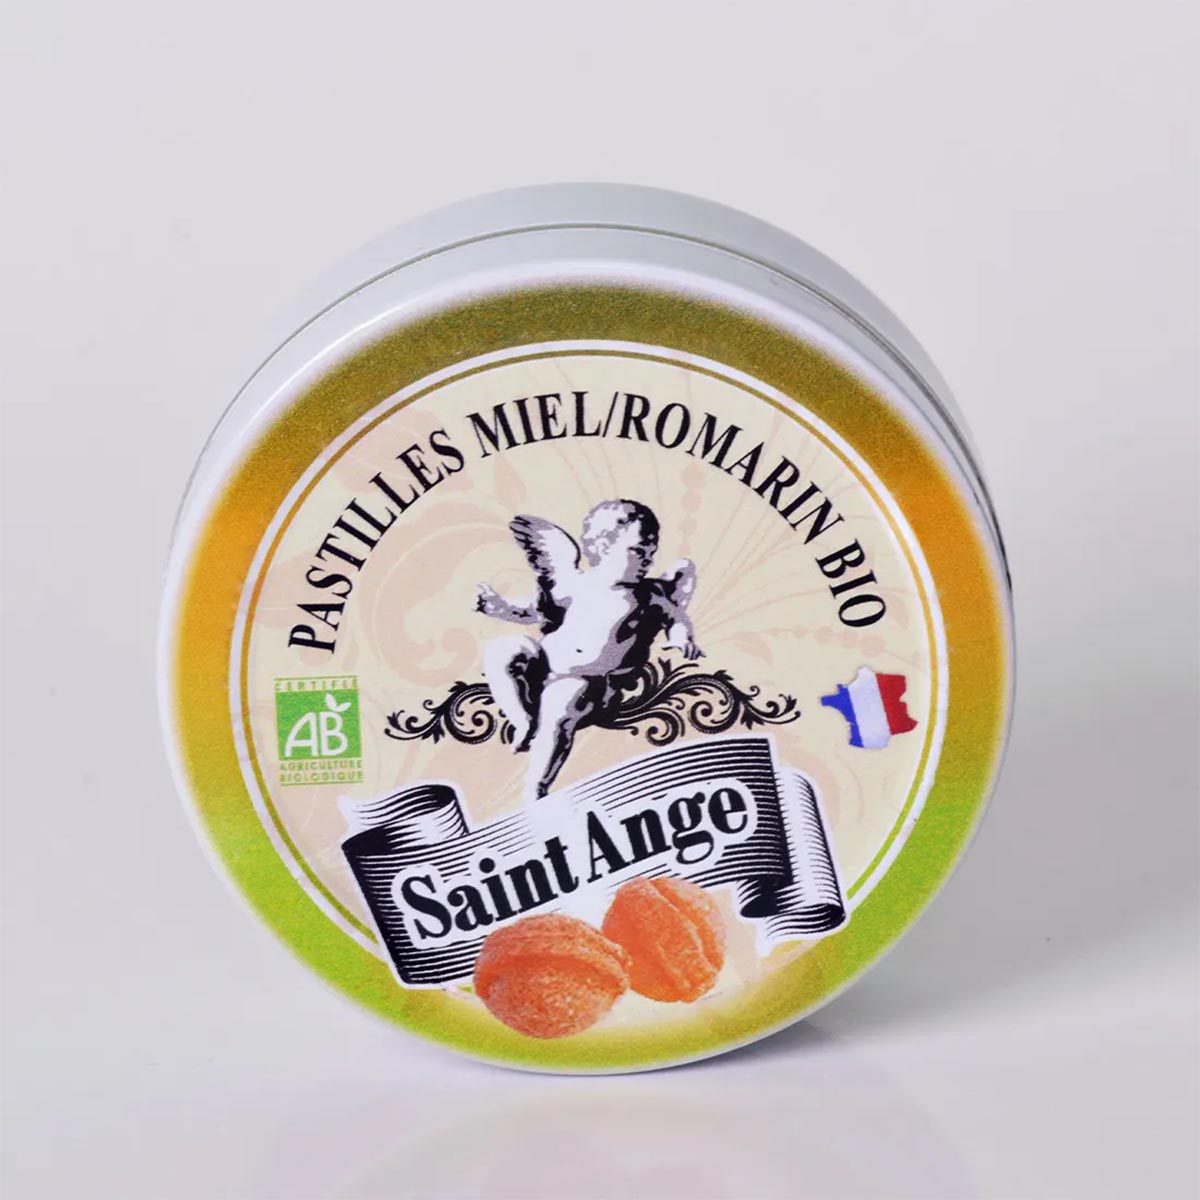 PASTILLES MIEL/ROMARIN BIO
CERTIFIÉ
AB
AGRICULTURE
BIOLOGIQUE
Saint Ange